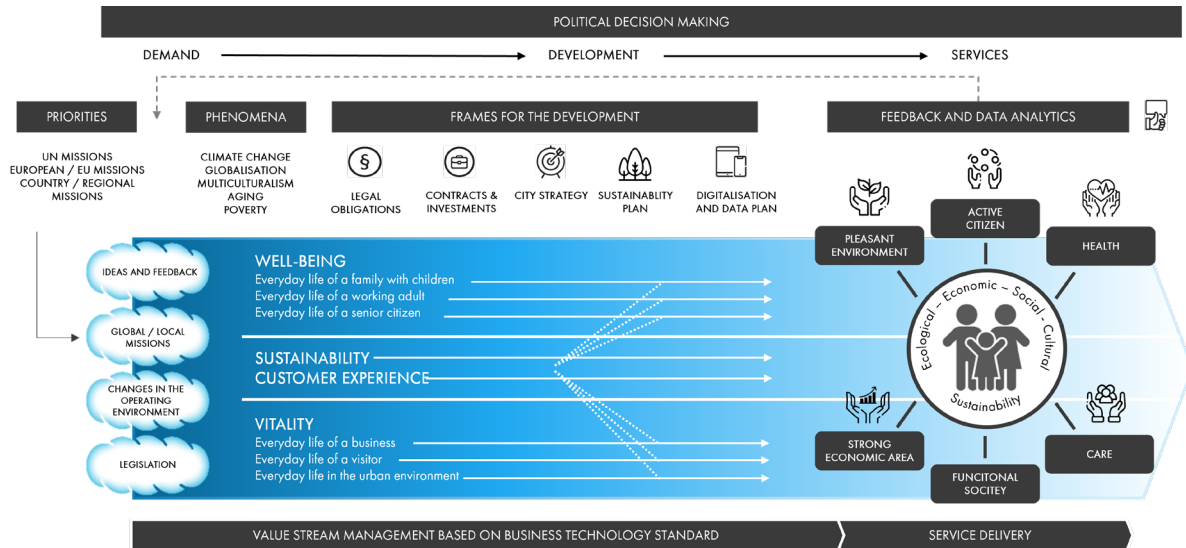 POLITICAL DECISION MAKING
DEMAND
DEVELOPMENT
SERVICES
PRIORITIES
PHENOMENA
FRAMES FOR THE DEVELOPMENT
FEEDBACK AND DATA ANALYTICS
UN MISSIONS
EUROPEAN / EU MISSIONS
COUNTRY / REGIONAL
MISSIONS
CLIMATE CHANGE
GLOBALISATION
MULTICULTURALISM
AGING
POVERTY
§
LEGAL
OBLIGATIONS
CONTRACTS &
INVESTMENTS
CITY STRATEGY
SUSTAINABLITY
PLAN
DIGITALISATION
AND DATA PLAN
PLEASANT
ENVIRONMENT
ACTIVE
CITIZEN
HEALTH
IDEAS AND FEEDBACK
GLOBAL / LOCAL
MISSIONS
CHANGES IN THE
OPERATING
ENVIRONMENT
LEGISLATION
WELL-BEING
Everyday life of a family with children
Everyday life of a working adult
Everyday life of a senior citizen
SUSTAINABILITY
CUSTOMER EXPERIENCE
VITALITY
Everyday life of a business
Everyday life of a visitor
Everyday life in the urban environment
Ecological – Economic – Social - Cultural
Sustainability
STRONG
ECONOMIC AREA
FUNCITONAL
SOCITEY
CARE
VALUE STREAM MANAGEMENT BASED ON BUSINESS TECHNOLOGY STANDARD
SERVICE DELIVERY